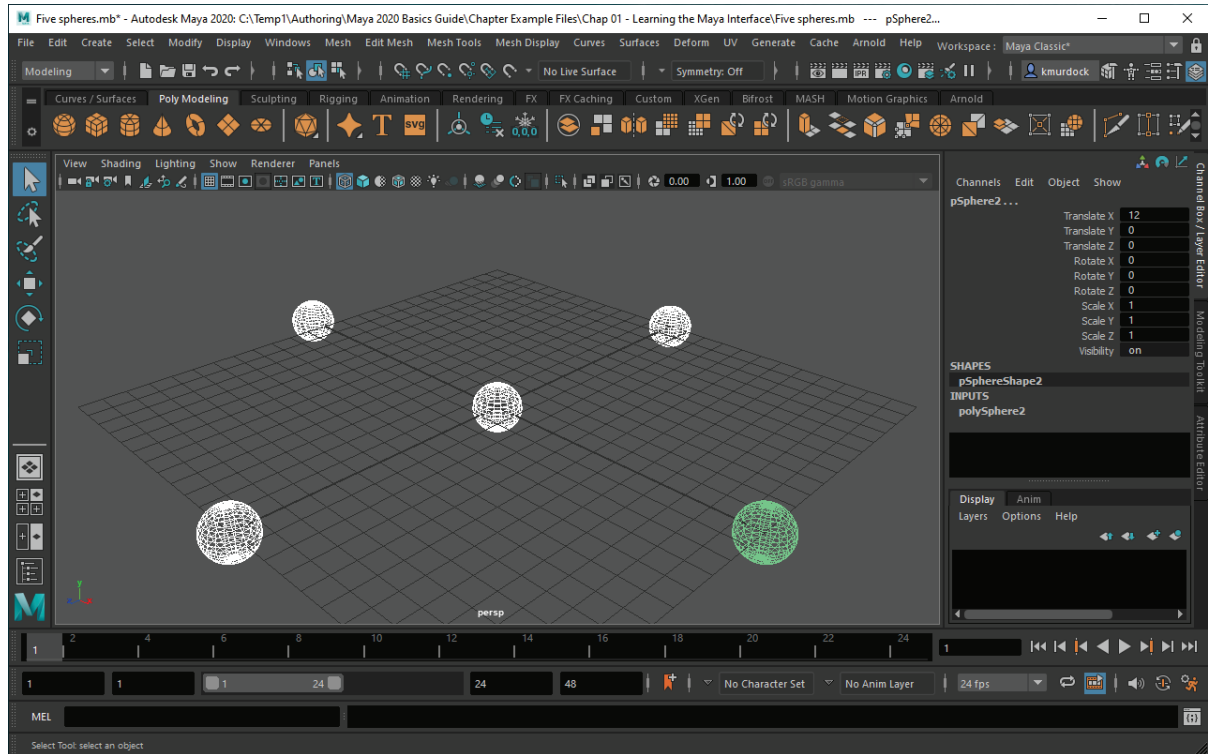 Five spheres.mb* - Autodesk Maya 2020: C:\Temp1\Authoring\Maya 2020 Basics Guide\Chapter Example Files\Chap 01 - Learning the Maya Interface\Five spheres.mb --- pSphere2...
File Edit Create Select Modify Display Windows Mesh Edit Mesh Mesh Tools Mesh Display Curves Surfaces Deform UV Generate Cache Arnold Help Workspace: Maya Classic*
Modeling No Live Surface Symmetry: Off IPR kmurdock
Curves / Surfaces Poly Modeling Sculpting Rigging Animation Rendering FX FX Caching Custom XGen Bifrost MASH Motion Graphics Arnold
T SVG 0,0,0
View Shading Lighting Show Renderer Panels
0.00 1.00 sRGB gamma
Channels Edit Object Show
pSphere2...
Translate X 12
Translate Y 0
Translate Z 0
Rotate X 0
Rotate Y 0
Rotate Z 0
Scale X 1
Scale Y 1
Scale Z 1
Visibility on
SHAPES
pSphereShape2
INPUTS
polySphere2
Channel Box / Layer Editor
Modeling Toolkit
Attribute Editor
Display Anim
Layers Options Help
y
persp
1 2 4 6 8 10 12 14 16 18 20 22 24 1
1 1 1 24 24 48 No Character Set No Anim Layer 24 fps
MEL
Select Tool: select an object